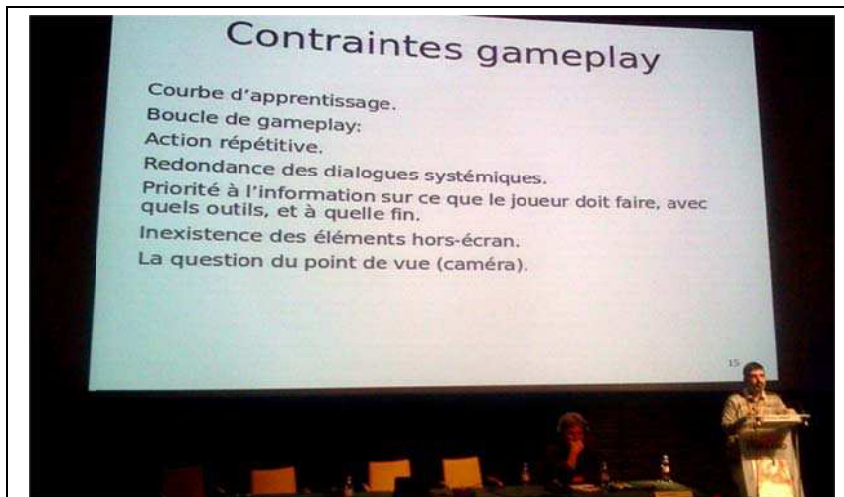 Contraintes gameplay
Courbe d'apprentissage.
Boucle de gameplay:
Action répétitive.
Redondance des dialogues systémiques.
Priorité à l'information sur ce que le joueur doit faire, avec
quels outils, et à quelle fin.
Inexistence des éléments hors-écran.
La question du point de vue (caméra).
15